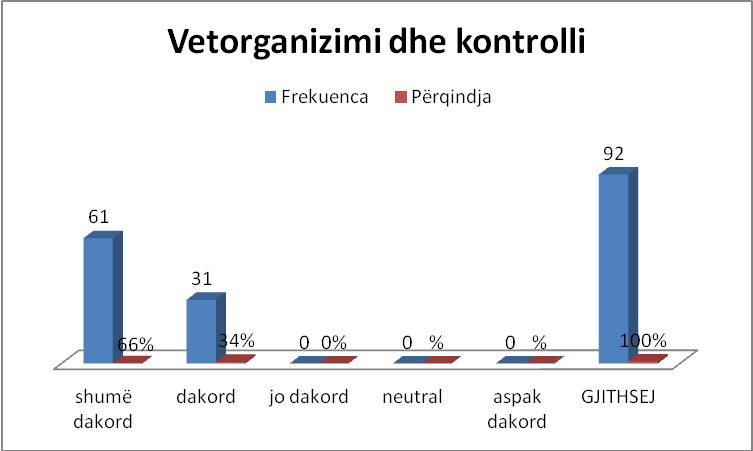 Vetorganizimi dhe kontrolli
Frekuenca Përqindja
92
61
31
66% 34% 0 0% 0 % 0 % 100%
shumë dakord jo dakord neutral aspak GJITHSEJ
dakord dakord